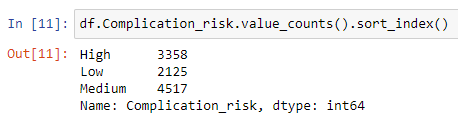 In [11]: df.Complication_risk.value_counts().sort_index()
Out[11]: High 3358
Low 2125
Medium 4517
Name: Complication_risk, dtype: int64